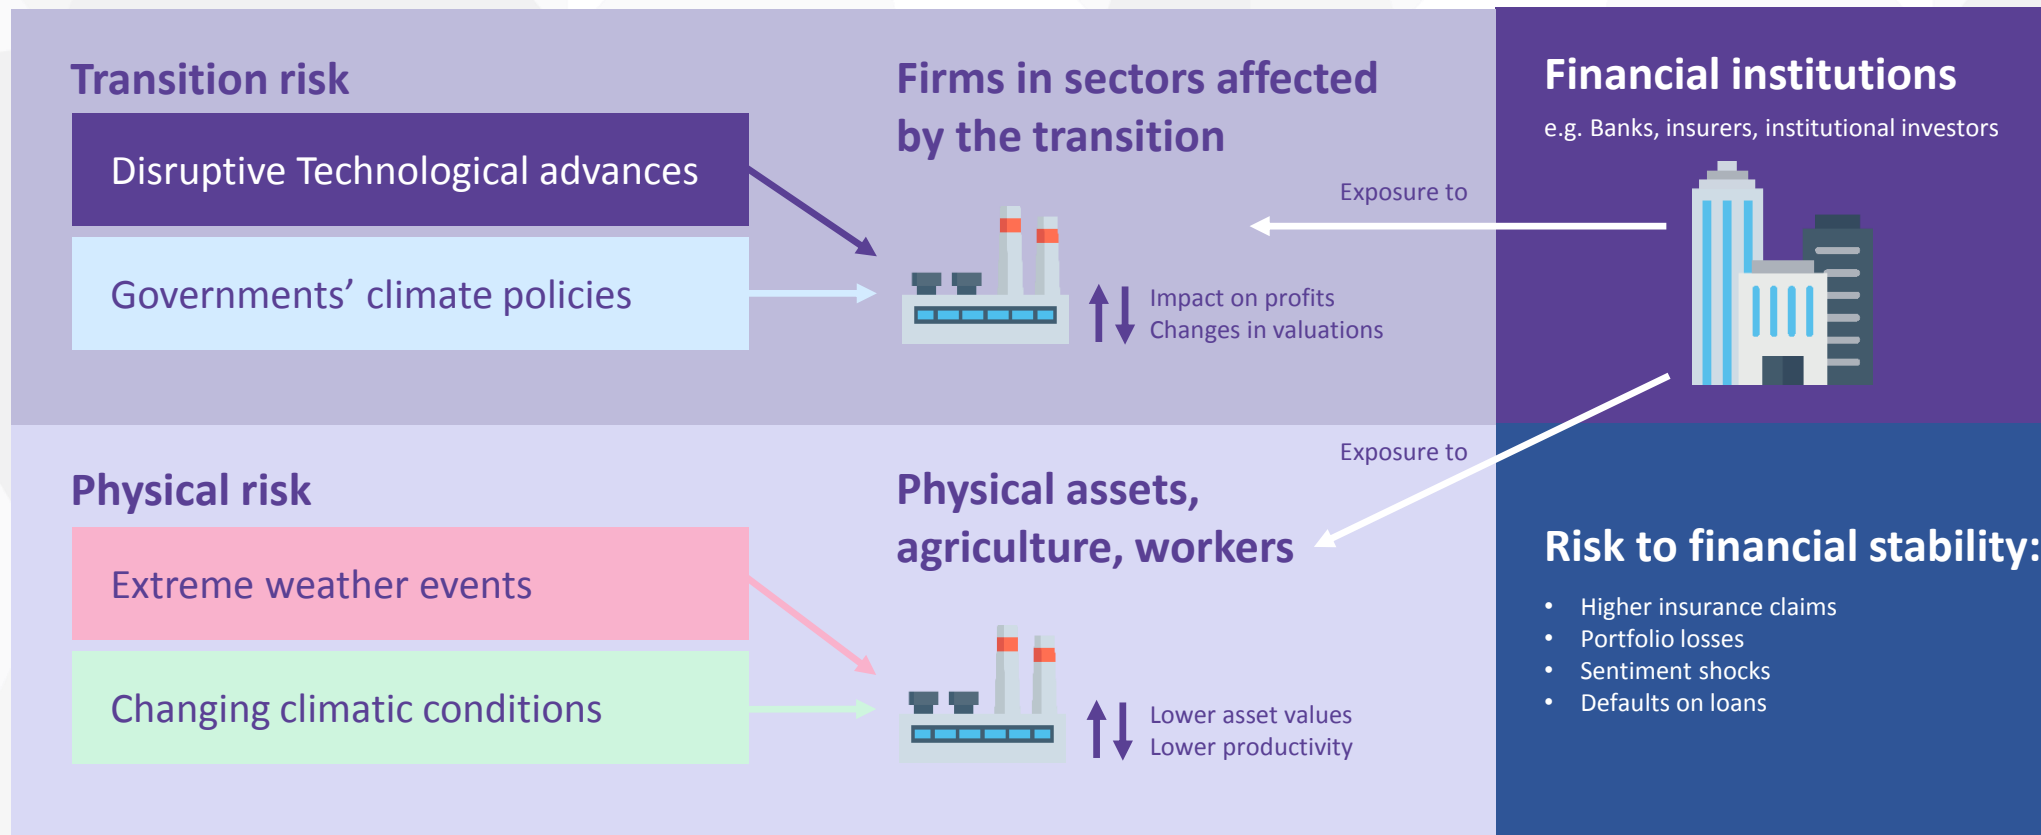 Transition risk
Disruptive Technological advances
Governments’ climate policies
Firms in sectors affected
by the transition
Impact on profits
Changes in valuations
Exposure to
Financial institutions
e.g. Banks, insurers, institutional investors
Physical risk
Extreme weather events
Changing climatic conditions
Physical assets,
agriculture, workers
Lower asset values
Lower productivity
Exposure to
Risk to financial stability:
• Higher insurance claims
• Portfolio losses
• Sentiment shocks
• Defaults on loans